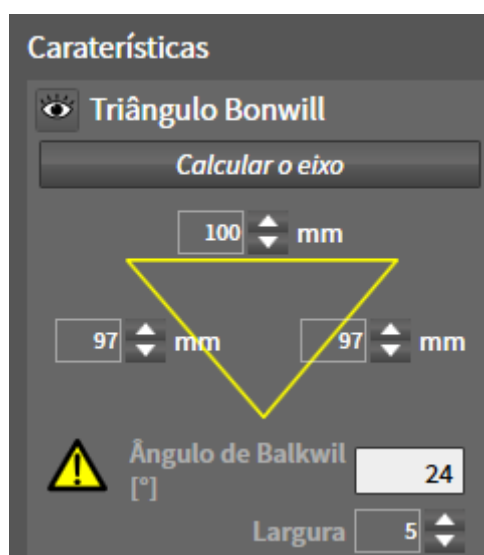 Caraterísticas
Triângulo Bonwill
Calcular o eixo
100 mm
97 mm 97 mm
Ângulo de Balkwil
[°] 24
Largura 5